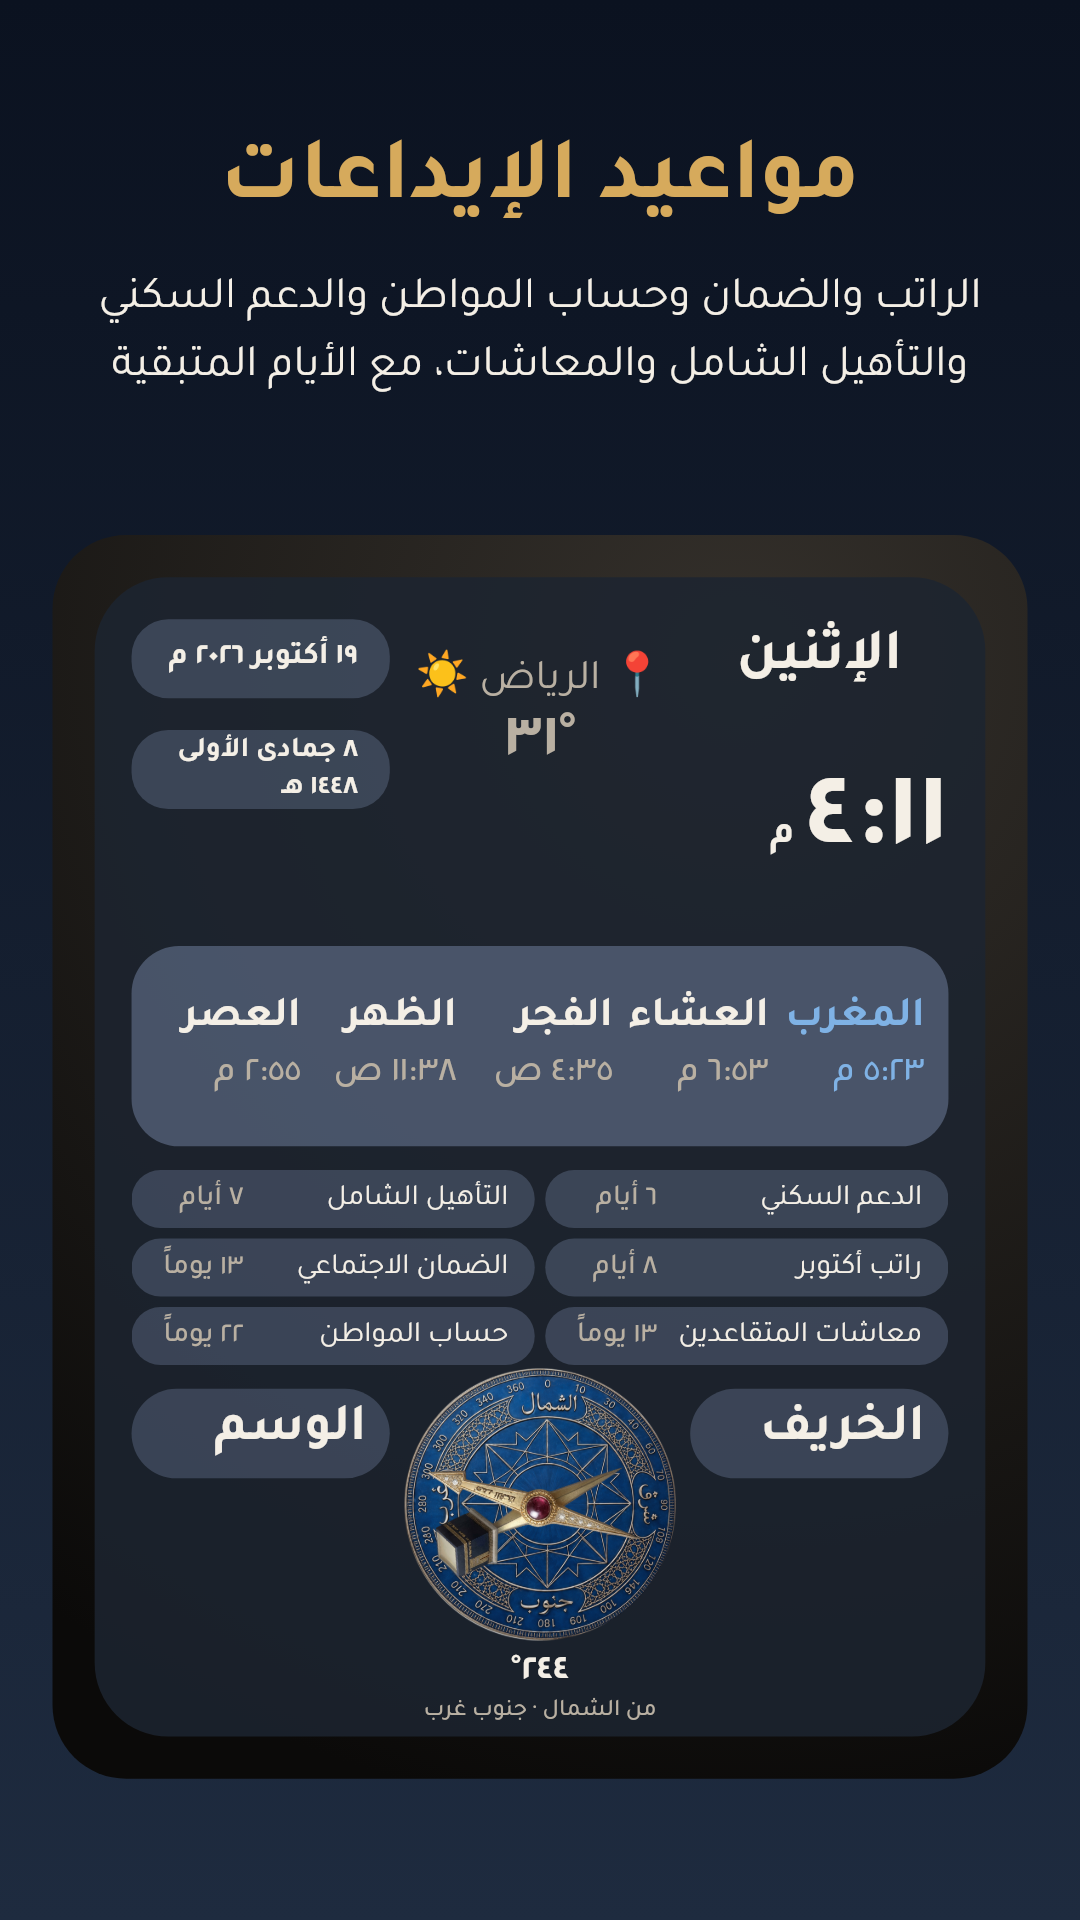 مواعيد الإيداعات
الراتب والضمان وحساب المواطن والدعم السكني
والتأهيل الشامل والمعاشات، مع الأيام المتبقية
الإثنين
٤:١١ م
📍 الرياض ☀️
٣١°
١٩ أكتوبر ٢٠٢٦ م
٨ جمادى الأولى
١٤٤٨ هـ
المغرب العشاء الفجر الظهر العصر
٥:٢٣ م ٦:٥٣ م ٤:٣٥ ص ١١:٣٨ ص ٢:٥٥ م
الدعم السكني ٦ أيام
التأهيل الشامل ٧ أيام
راتب أكتوبر ٨ أيام
الضمان الاجتماعي ١٣ يوماً
معاشات المتقاعدين ١٣ يوماً
حساب المواطن ٢٢ يوماً
الخريف
الوسم
الشمال
شرق
غرب
جنوب
٢٤٤°
من الشمال · جنوب غرب